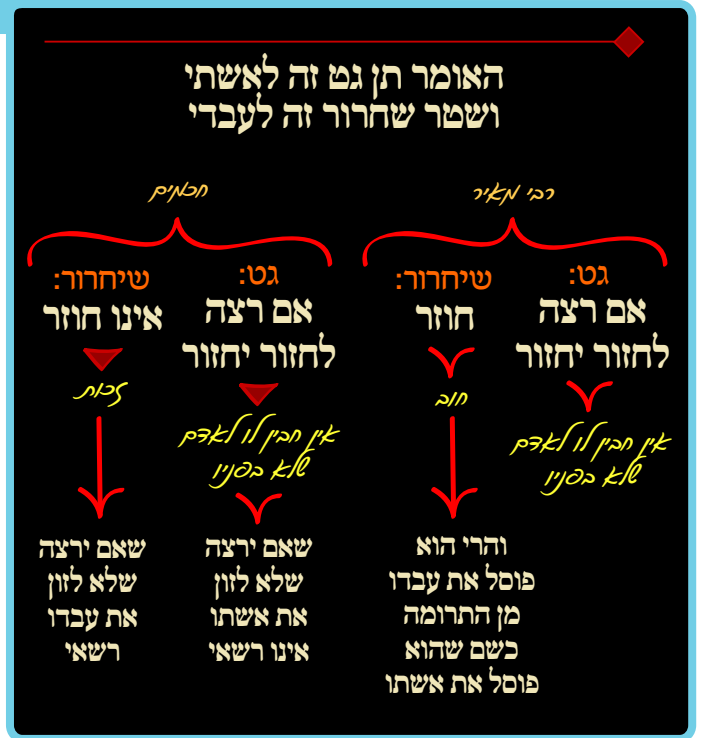 האומר תן גט זה לאשתי
ושטר שחרור זה לעבדי
רבי מאיר
גט:
אם רצה
לחזור יחזור
אין חבין לו לאדם
שלא בפניו
שיחרור:
חוזר
חוב
והרי הוא
פוסל את עבדו
מן התרומה
כשם שהוא
פוסל את אשתו
חכמים
גט:
אם רצה
לחזור יחזור
אין חבין לו לאדם
שלא בפניו
שאם ירצה
שלא לזון
את אשתו
אינו רשאי
שיחרור:
אינו חוזר
זכות
שאם ירצה
שלא לזון
את עבדו
רשאי